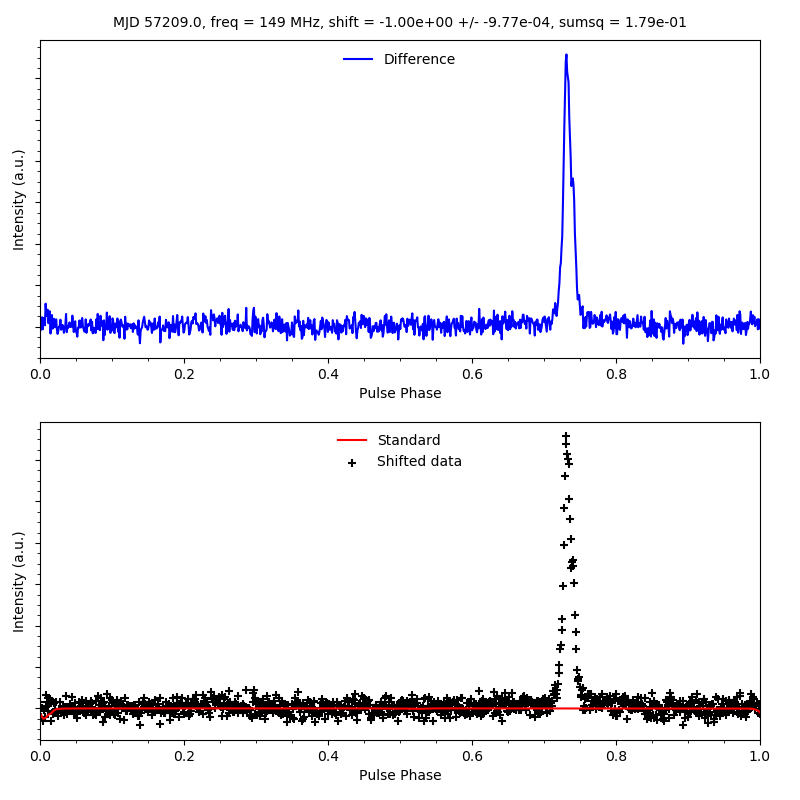 MJD 57209.0, freq = 149 MHz, shift = -1.00e+00 +/- -9.77e-04, sumsq = 1.79e-01
Difference
Intensity (a.u.)
0.0 0.2 0.4 0.6 0.8 1.0
Pulse Phase
Standard
Shifted data
Intensity (a.u.)
0.0 0.2 0.4 0.6 0.8 1.0
Pulse Phase